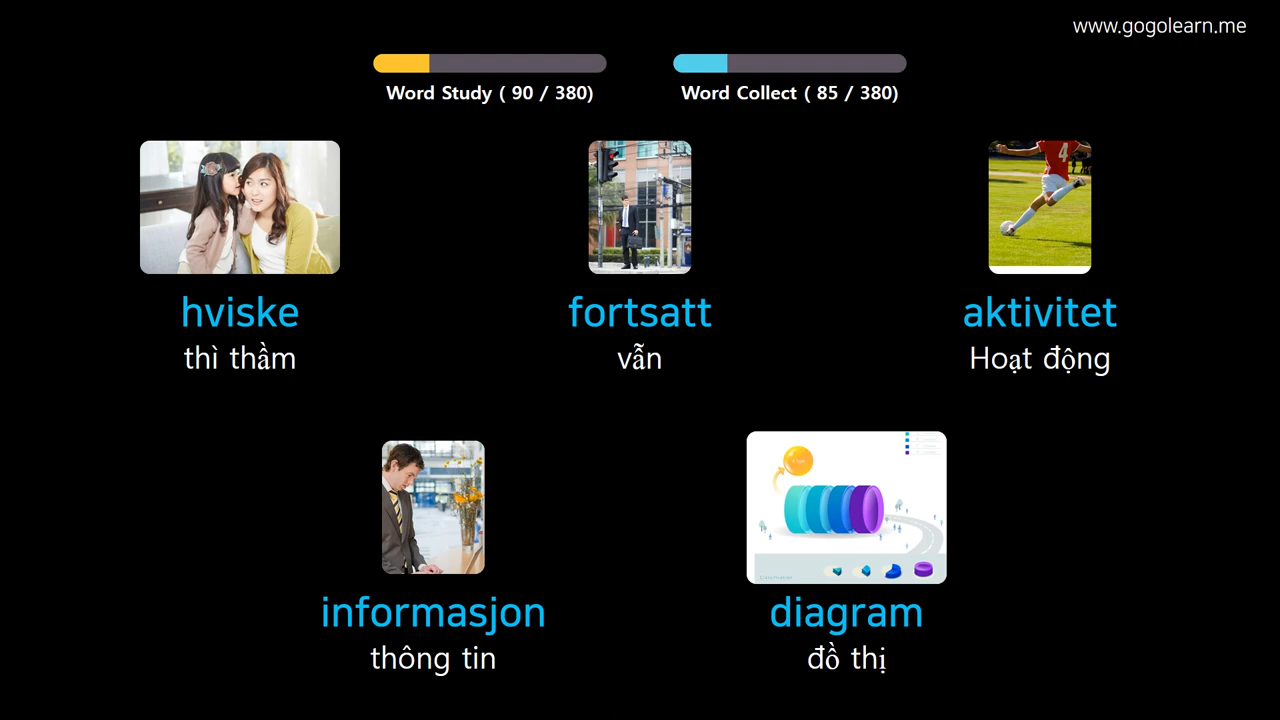 www.gogolearn.me
Word Study ( 90 / 380)
Word Collect ( 85 / 380)
4
hviske
thì thầm
fortsatt
vẫn
aktivitet
Hoạt động
informasjon
thông tin
diagram
đồ thị